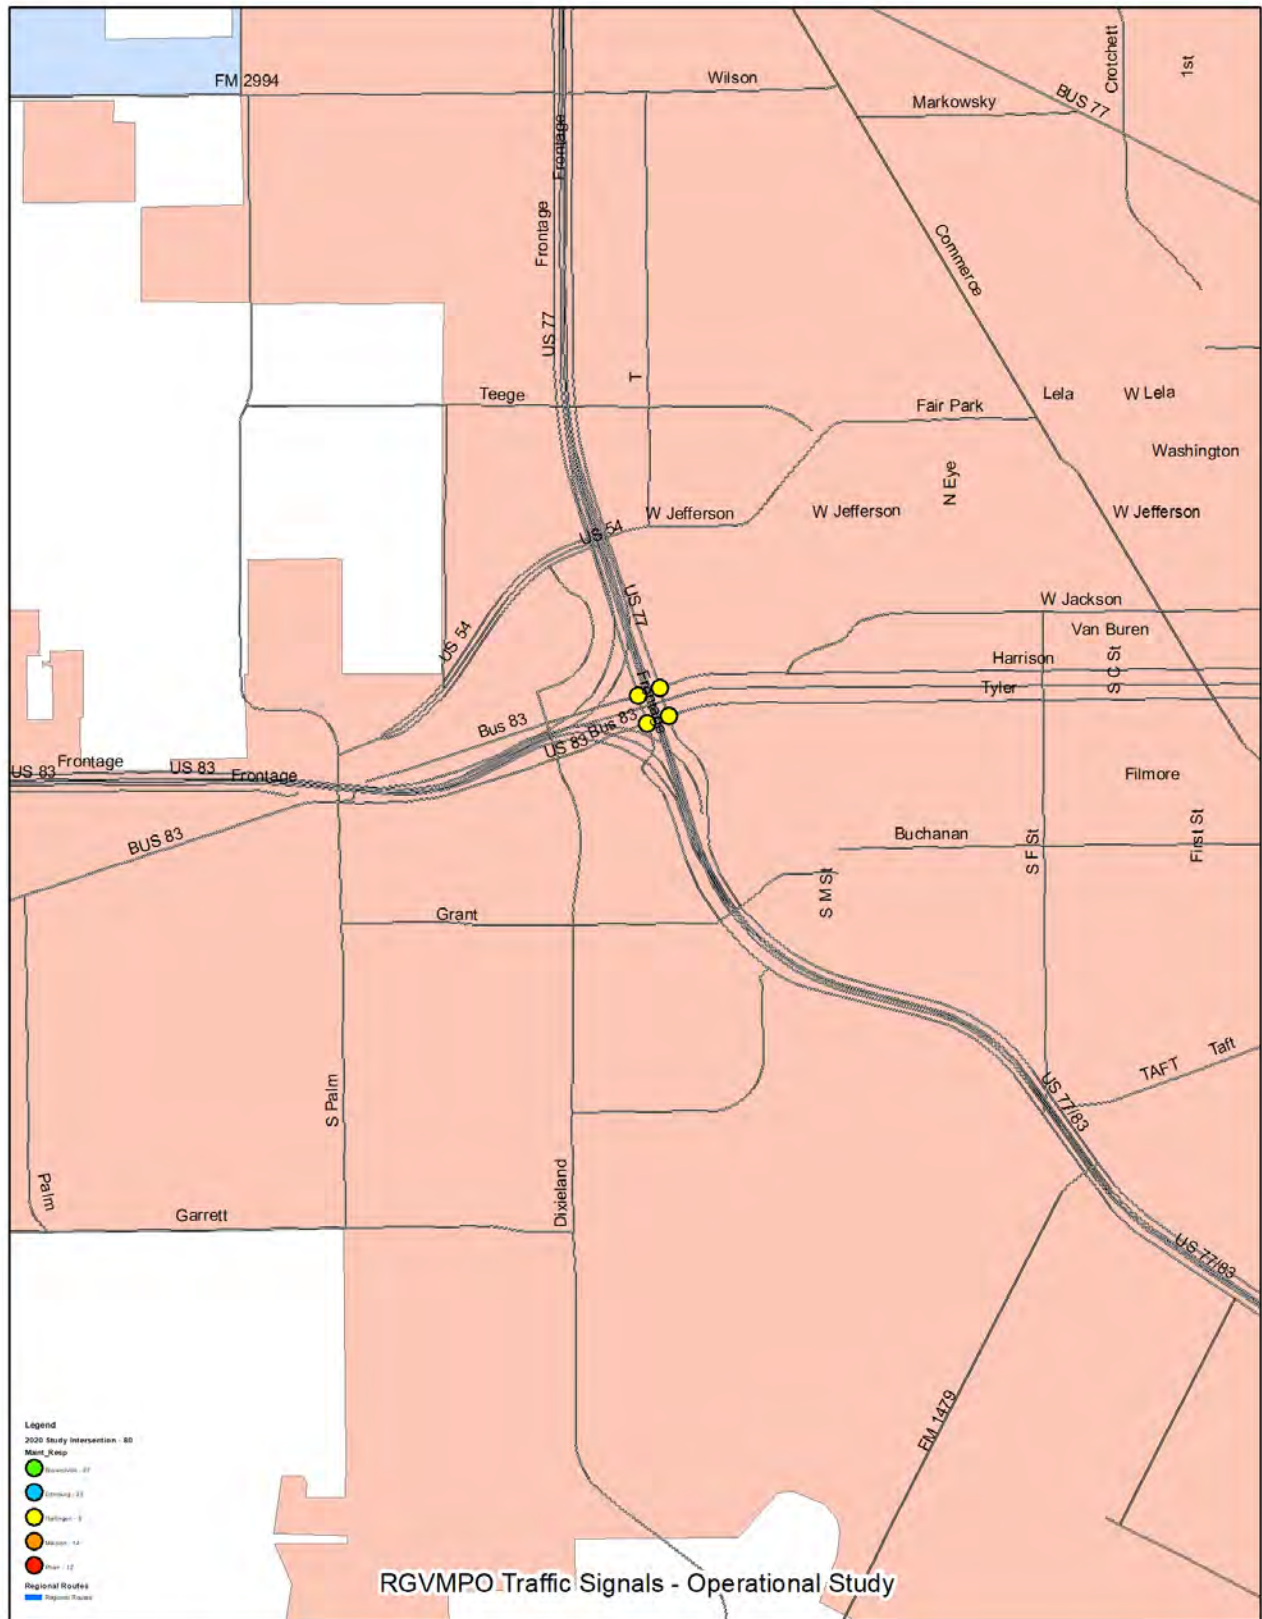 FM 2994
Wilson
Crotchett
1st
Markowsky
BUS 77
Frontage
Frontage
Commerce
US 77
T
Teege
Fair Park
Lela
W Lela
Washington
N Eye
W Jefferson
W Jefferson
W Jefferson
US 54
US 77
W Jackson
Van Buren
US 54
Harrison
S C St
Tyler
Frontage
Bus 83
Bus 83
US 83
Frontage
US 83
US 83
Frontage
Filmore
BUS 83
Buchanan
S F St
First St
S M St
Grant
Taft
TAFT
S Palm
US 77/83
Palm
Dixieland
Garrett
US 77/83
FM 1479
Legend
2020 Study Intersention - 80
Maint_Resp
Regional Routes
Regional Routes
RGVMPO Traffic Signals - Operational Study